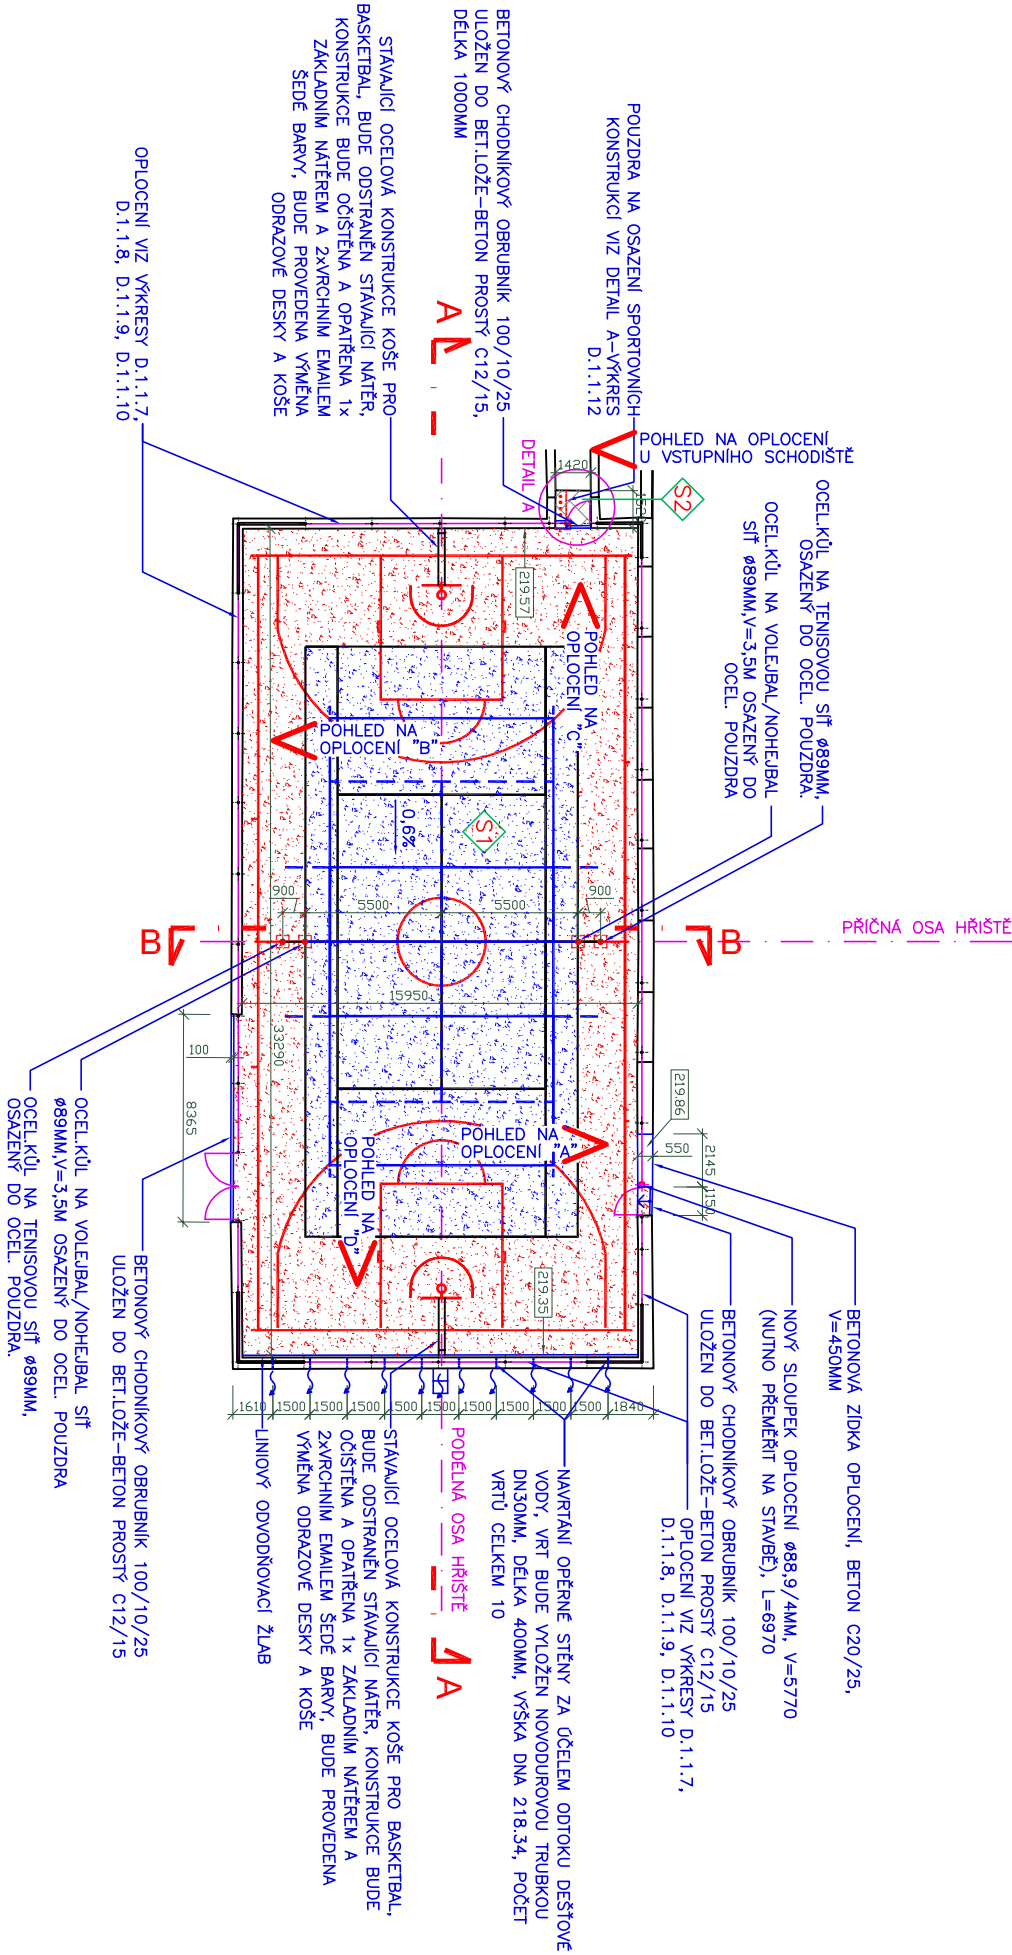 BETONOVÝ CHODNÍKOVÝ OBRUBNÍK 100/10/25
ULOŽEN DO BET.LOŽE-BETON PROSTÝ C12/15,
DÉLKA 1000MM
POUZDRA NA OSAZENÍ SPORTOVNÍCH
KONSTRUKCÍ VIZ DETAIL A-VÝKRES
D.1.1.12
STÁVAJÍCÍ OCELOVÁ KONSTRUKCE KOŠE PRO
BASKETBAL, BUDE ODSTRANĚN STÁVAJÍCÍ NÁTĚR,
KONSTRUKCE BUDE OČIŠTĚNA A OPATŘENA 1x
ZÁKLADNÍM NÁTĚREM A 2xVRCHNÍM EMAILEM
ŠEDÉ BARVY, BUDE PROVEDENA VÝMĚNA
ODRAZOVÉ DESKY A KOŠE
OPLOCENÍ VIZ VÝKRESY D.1.1.7,
D.1.1.8, D.1.1.9, D.1.1.10
A
DETAIL A
1420
152
S2
POHLED NA OPLOCENÍ
U VSTUPNÍHO SCHODIŠTĚ
OCEL.KŮL NA TENISOVOU SÍŤ ø89MM,
OSAZENÝ DO OCEL. POUZDRA.
OCEL.KŮL NA VOLEJBAL/NOHEJBAL
SÍŤ ø89MM,V=3,5M OSAZENÝ DO
OCEL. POUZDRA
219.57
POHLED NA
OPLOCENÍ "C"
POHLED NA
OPLOCENÍ "B"
0.6%
S1
900
5500
5500
900
B
B
PŘÍČNÁ OSA HŘIŠTĚ
15950
33290
100
8365
219.86
550
2145
1150
POHLED NA
OPLOCENÍ "A"
POHLED NA
OPLOCENÍ "D"
219.35
OCEL.KŮL NA VOLEJBAL/NOHEJBAL SÍŤ
ø89MM,V=3,5M OSAZENÝ DO OCEL. POUZDRA
OCEL.KŮL NA TENISOVOU SÍŤ ø89MM,
OSAZENÝ DO OCEL. POUZDRA.
BETONOVÝ CHODNÍKOVÝ OBRUBNÍK 100/10/25
ULOŽEN DO BET.LOŽE-BETON PROSTÝ C12/15
BETONOVÁ ZÍDKA OPLOCENÍ, BETON C20/25,
V=450MM
NOVÝ SLOUPEK OPLOCENÍ ø88,9/4MM, V=5770
(NUTNO PŘEMĚŘIT NA STAVBĚ), L=6970
BETONOVÝ CHODNÍKOVÝ OBRUBNÍK 100/10/25
ULOŽEN DO BET.LOŽE-BETON PROSTÝ C12/15
OPLOCENÍ VIZ VÝKRESY D.1.1.7,
D.1.1.8, D.1.1.9, D.1.1.10
1610
1500
1500
1500
1500
1500
1500
1500
1500
1500
1840
NAVRTÁNÍ OPĚRNÉ STĚNY ZA ÚČELEM ODTOKU DEŠŤOVÉ
VODY, VRT BUDE VYLOŽEN NOVODUROVOU TRUBKOU
DN30MM, DÉLKA 400MM, VÝŠKA DNA 218.34, POČET
VRTŮ CELKEM 10
PODÉLNÁ OSA HŘIŠTĚ
A
STÁVAJÍCÍ OCELOVÁ KONSTRUKCE KOŠE PRO BASKETBAL,
BUDE ODSTRANĚN STÁVAJÍCÍ NÁTĚR, KONSTRUKCE BUDE
OČIŠTĚNA A OPATŘENA 1x ZÁKLADNÍM NÁTĚREM A
2xVRCHNÍM EMAILEM ŠEDÉ BARVY, BUDE PROVEDENA
VÝMĚNA ODRAZOVÉ DESKY A KOŠE
LINIOVÝ ODVODŇOVACÍ ŽLAB